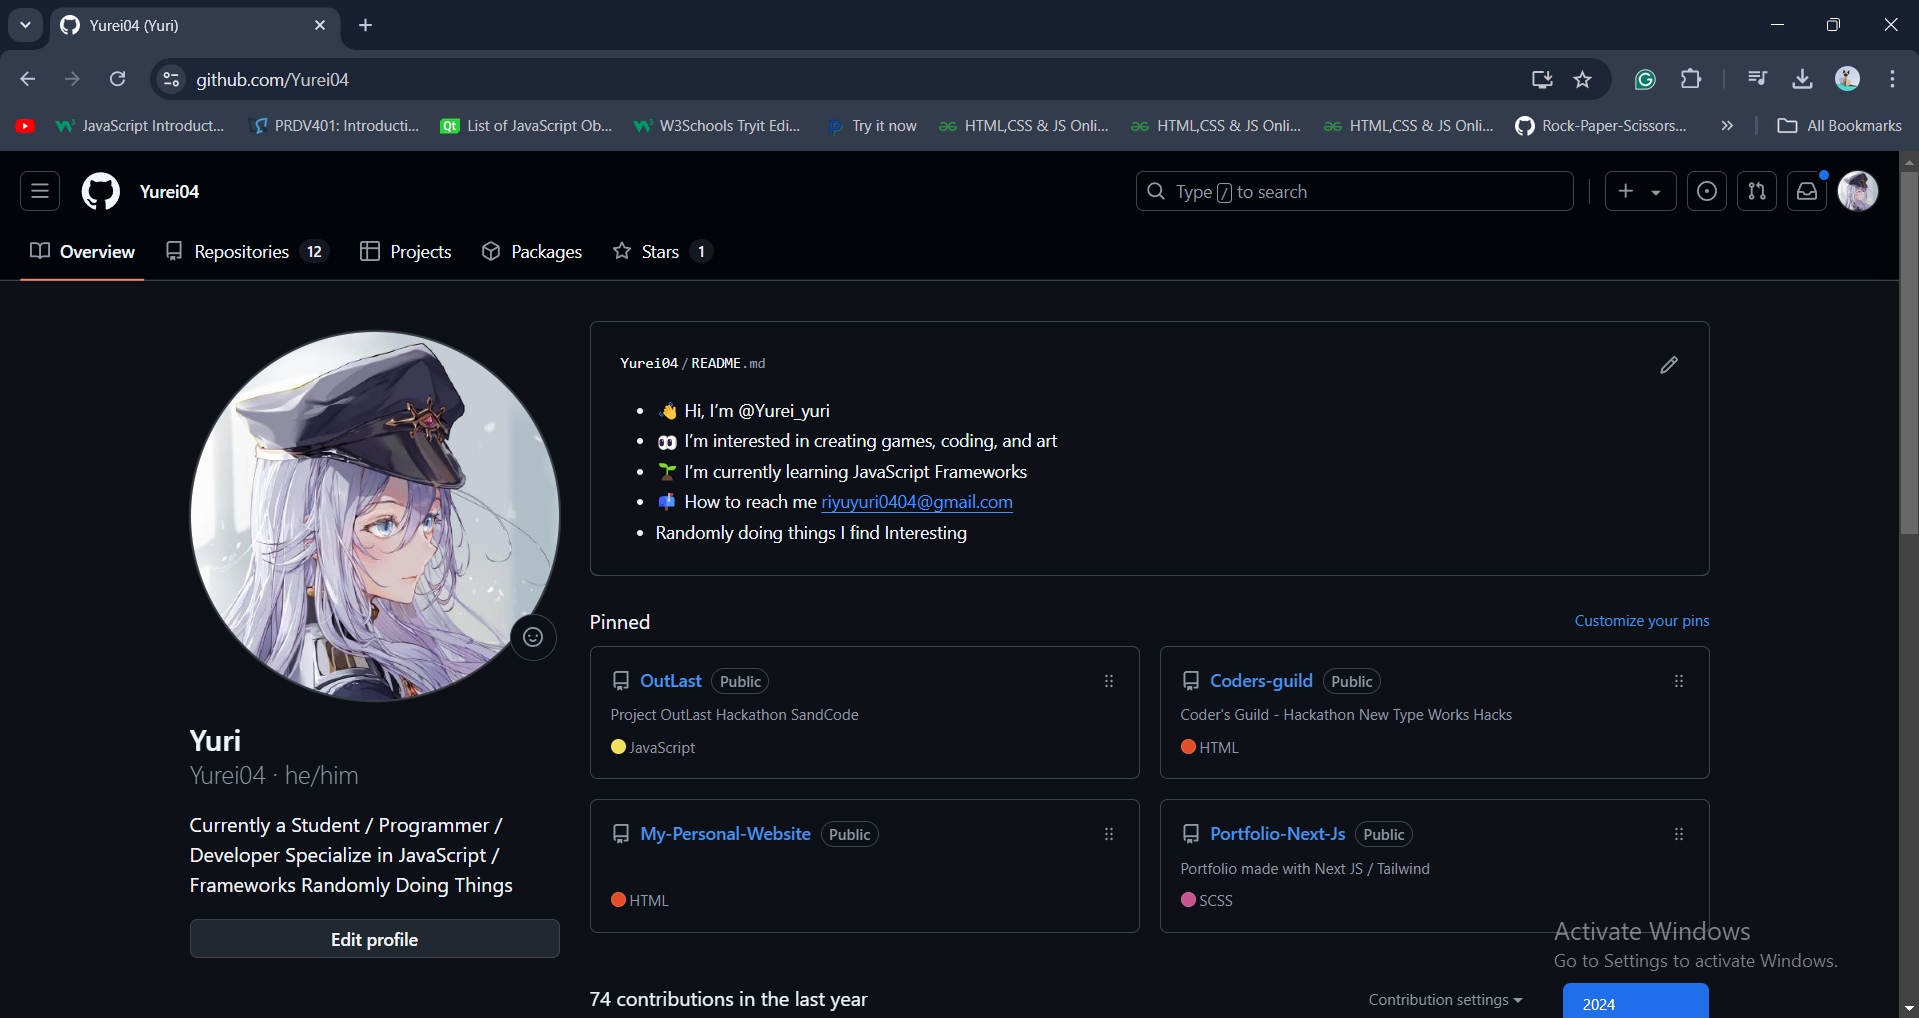 Yurei04 (Yuri)
github.com/Yurei04
JavaScript Introduct...
PRDV401: Introducti...
Qt List of JavaScript Ob...
W3Schools Tryit Edi...
Try it now
HTML,CSS & JS Onli...
HTML,CSS & JS Onli...
HTML,CSS & JS Onli...
Rock-Paper-Scissors...
All Bookmarks
Yurei04
Type / to search
Overview
Repositories 12
Projects
Packages
Stars 1
Yurei04/README.md
👋 Hi, I’m @Yurei_yuri
👀 I’m interested in creating games, coding, and art
🌱 I’m currently learning JavaScript Frameworks
📫 How to reach me riyuyuri0404@gmail.com
Randomly doing things I find Interesting
Yuri
Yurei04 · he/him
Currently a Student / Programmer /
Developer Specialize in JavaScript /
Frameworks Randomly Doing Things
Edit profile
Pinned
Customize your pins
OutLast Public
Project OutLast Hackathon SandCode
JavaScript
Coders-guild Public
Coder's Guild - Hackathon New Type Works Hacks
HTML
My-Personal-Website Public
HTML
Portfolio-Next-Js Public
Portfolio made with Next JS / Tailwind
SCSS
74 contributions in the last year
Contribution settings
2024
Activate Windows
Go to Settings to activate Windows.